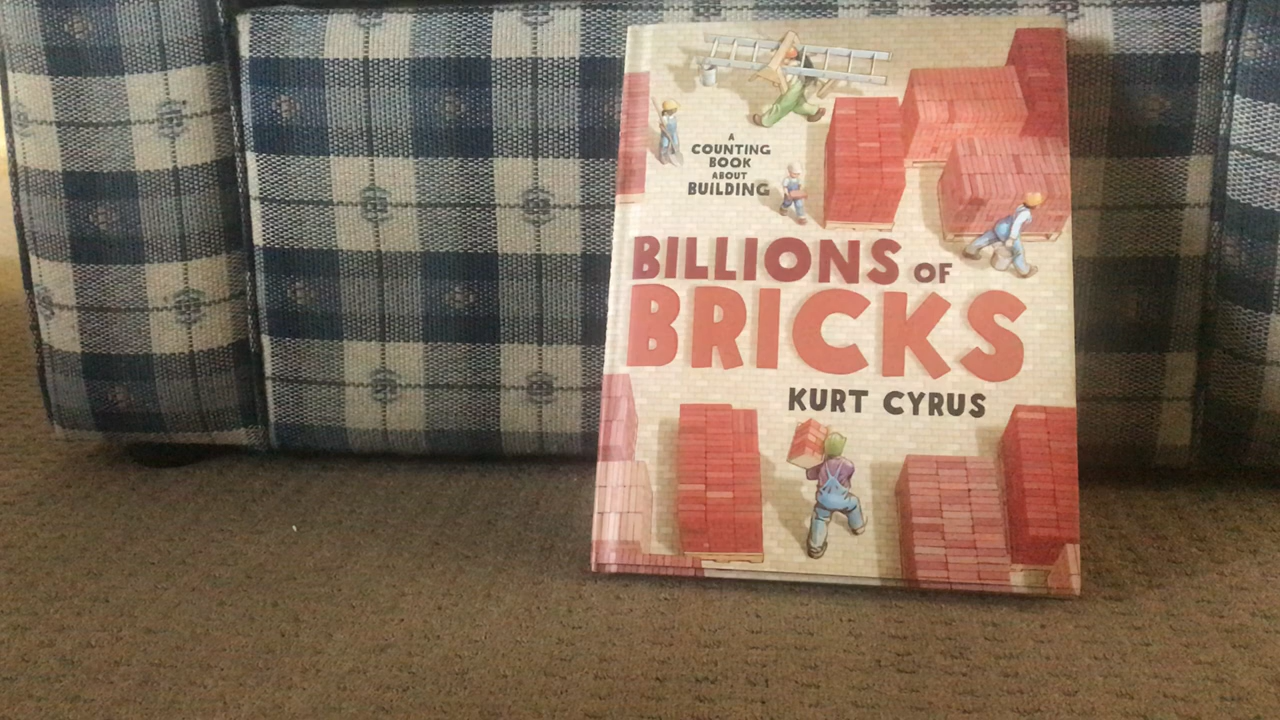 A
COUNTING
BOOK
ABOUT
BUILDING
BILLIONS OF
BRICKS
KURT CYRUS